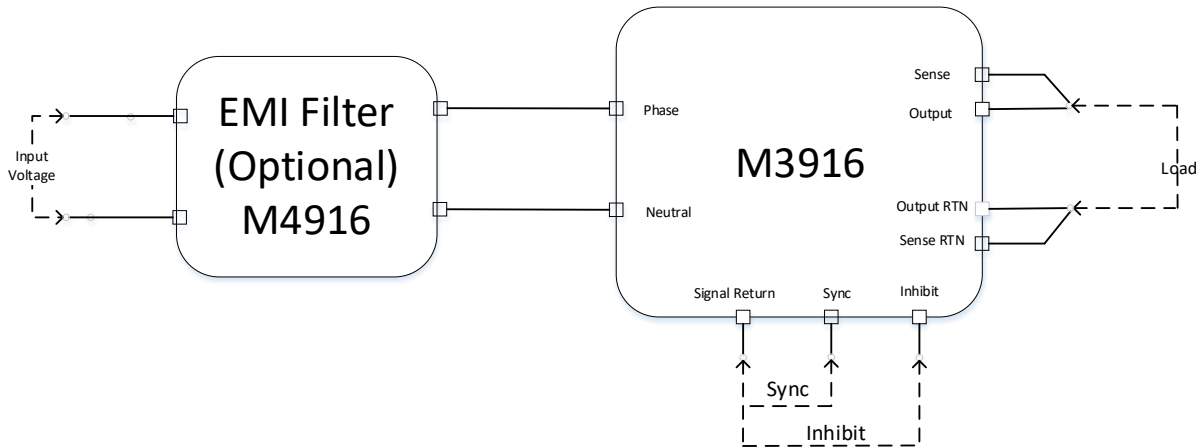 Input
Voltage
EMI Filter
(Optional)
M4916
Phase
Neutral
M3916
Sense
Output
Output RTN
Sense RTN
Load
Signal Return
Sync
Inhibit
Sync
Inhibit